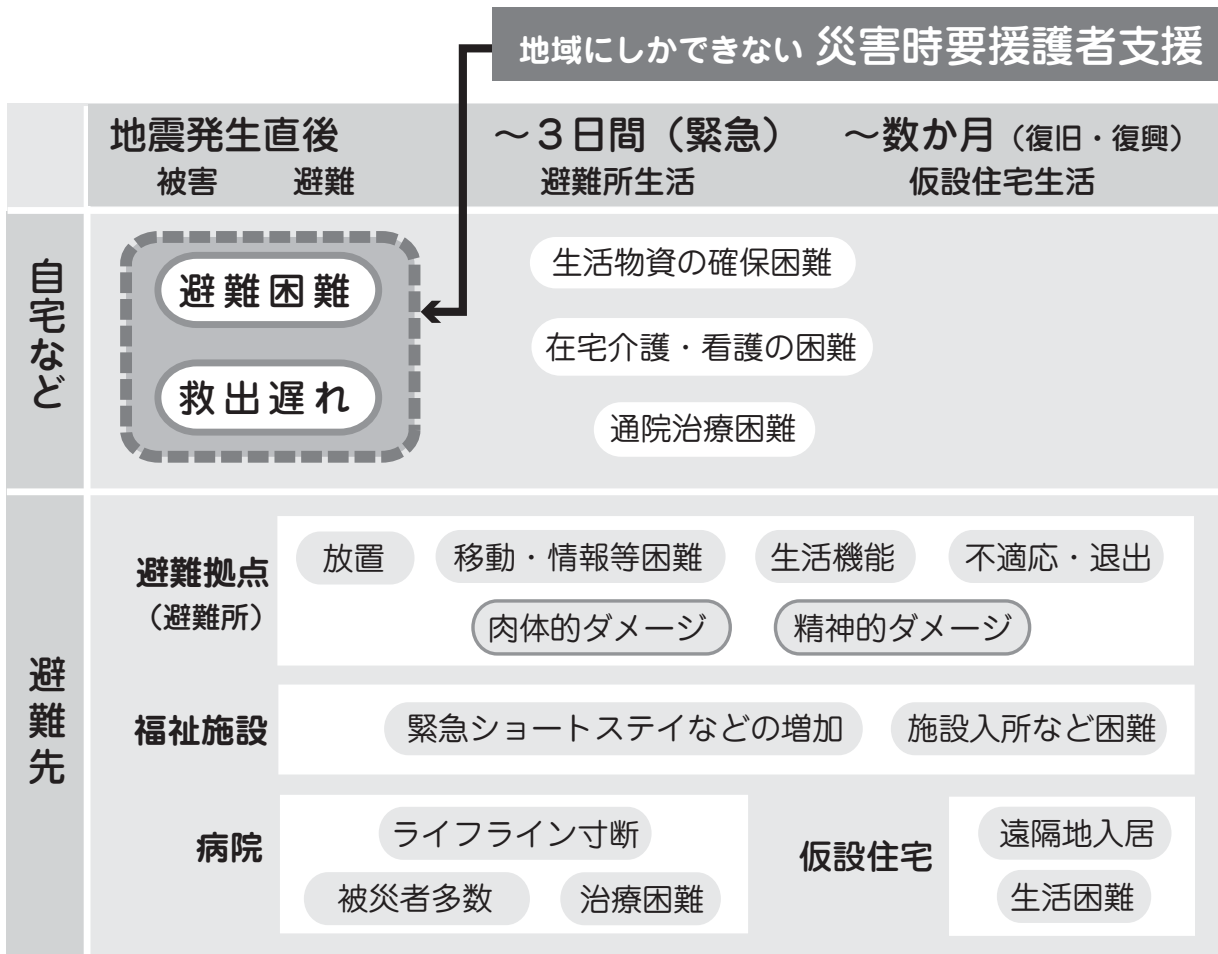 地域にしかできない 災害時要援護者支援
地震発生直後
被害 避難
～３日間（緊急）
避難所生活
～数か月（復旧・復興）
仮設住宅生活
自宅など
避難困難
救出遅れ
生活物資の確保困難
在宅介護・看護の困難
通院治療困難
避難先
避難拠点
（避難所）
放置 移動・情報等困難 生活機能 不適応・退出
肉体的ダメージ 精神的ダメージ
福祉施設
緊急ショートステイなどの増加 施設入所など困難
病院
ライフライン寸断
被災者多数 治療困難
仮設住宅
遠隔地入居
生活困難